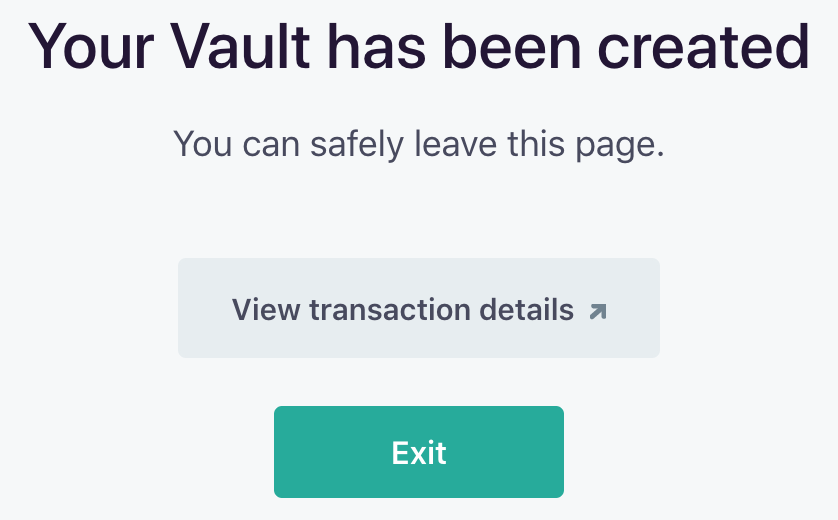 Your Vault has been created
You can safely leave this page.
View transaction details
Exit